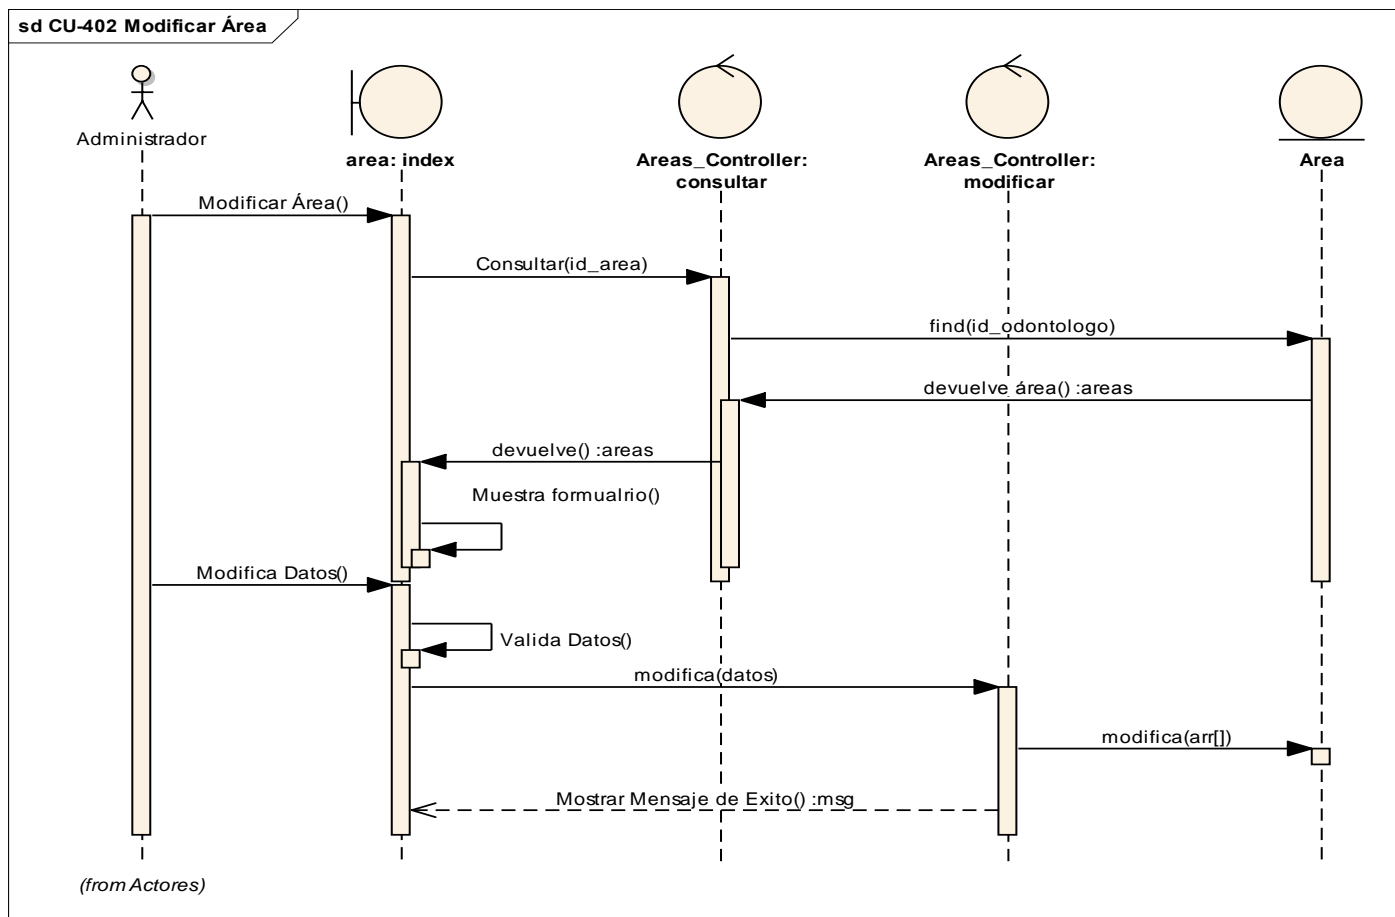 sd CU-402 Modificar Área
Administrador
area: index
Areas_Controller:
consultar
Areas_Controller:
modificar
Area
Modificar Área()
Consultar(id_area)
find(id_odontologo)
devuelve área() :areas
devuelve() :areas
Muestra formualrio()
Modifica Datos()
Valida Datos()
modifica(datos)
modifica(arr[])
Mostrar Mensaje de Exito() :msg
(from Actores)